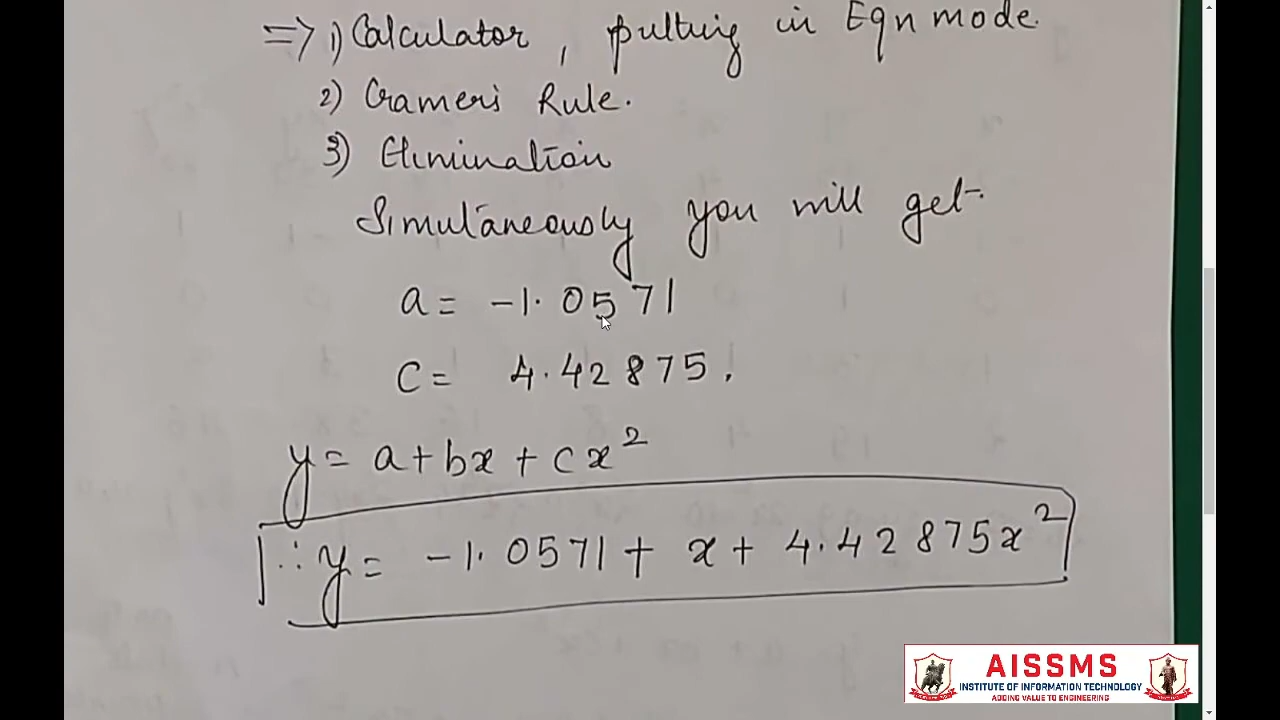 => 1) Calculator, putting in Eqn mode.
2) Cramer's Rule.
3) Elimination
Simultaneously you will get-
a = -1.0571
c = 4.42875.
y = a + bx + cx²
∴ y = -1.0571 + x + 4.42875x²
AISSMS
INSTITUTE OF INFORMATION TECHNOLOGY
ADDING VALUE TO ENGINEERING